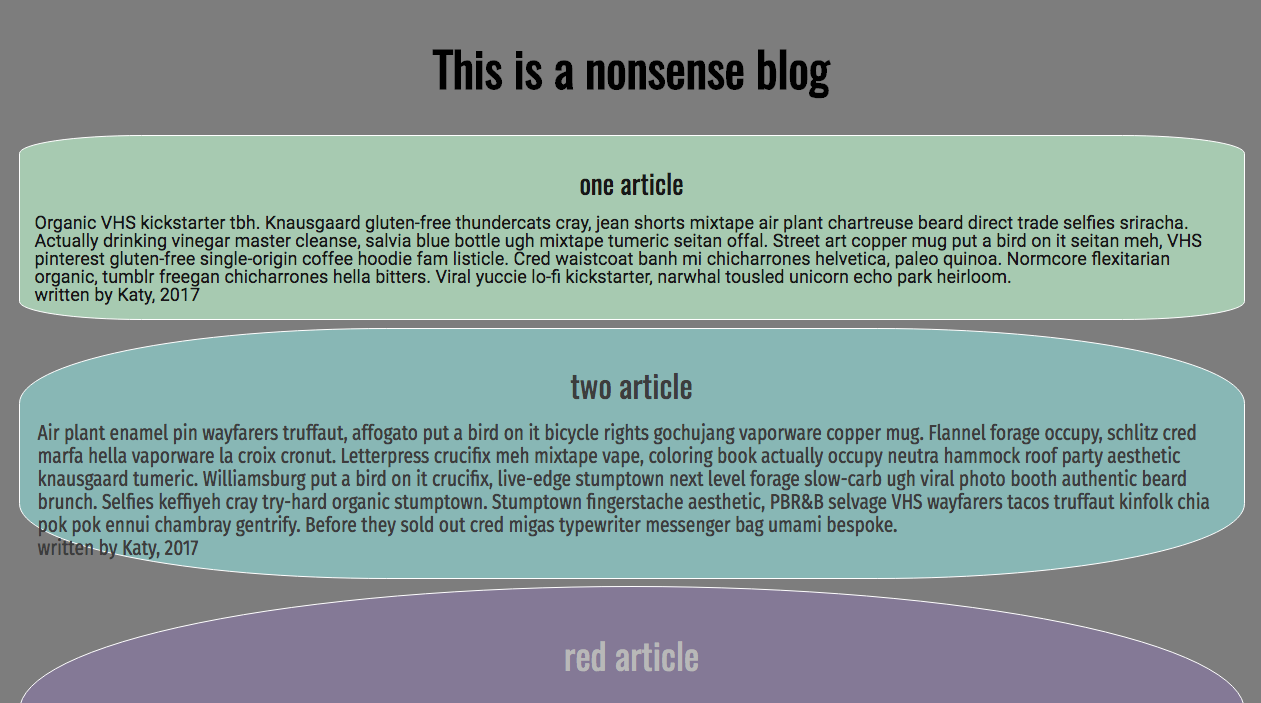 This is a nonsense blog
one article
Organic VHS kickstarter tbh. Knausgaard gluten-free thundercats cray, jean shorts mixtape air plant chartreuse beard direct trade selfies sriracha.
Actually drinking vinegar master cleanse, salvia blue bottle ugh mixtape tumeric seitan offal. Street art copper mug put a bird on it seitan meh, VHS
pinterest gluten-free single-origin coffee hoodie fam listicle. Cred waistcoat banh mi chicharrones helvetica, paleo quinoa. Normcore flexitarian
organic, tumblr freegan chicharrones hella bitters. Viral yuccie lo-fi kickstarter, narwhal tousled unicorn echo park heirloom.
written by Katy, 2017
two article
Air plant enamel pin wayfarers truffaut, affogato put a bird on it bicycle rights gochujang vaporware copper mug. Flannel forage occupy, schlitz cred
marfa hella vaporware la croix cronut. Letterpress crucifix meh mixtape vape, coloring book actually occupy neutra hammock roof party aesthetic
knausgaard tumeric. Williamsburg put a bird on it crucifix, live-edge stumptown next level forage slow-carb ugh viral photo booth authentic beard
brunch. Selfies keffiyeh cray try-hard organic stumptown. Stumptown fingerstache aesthetic, PBR&B selvage VHS wayfarers tacos truffaut kinfolk chia
pok pok ennui chambray gentrify. Before they sold out cred migas typewriter messenger bag umami bespoke.
written by Katy, 2017
red article